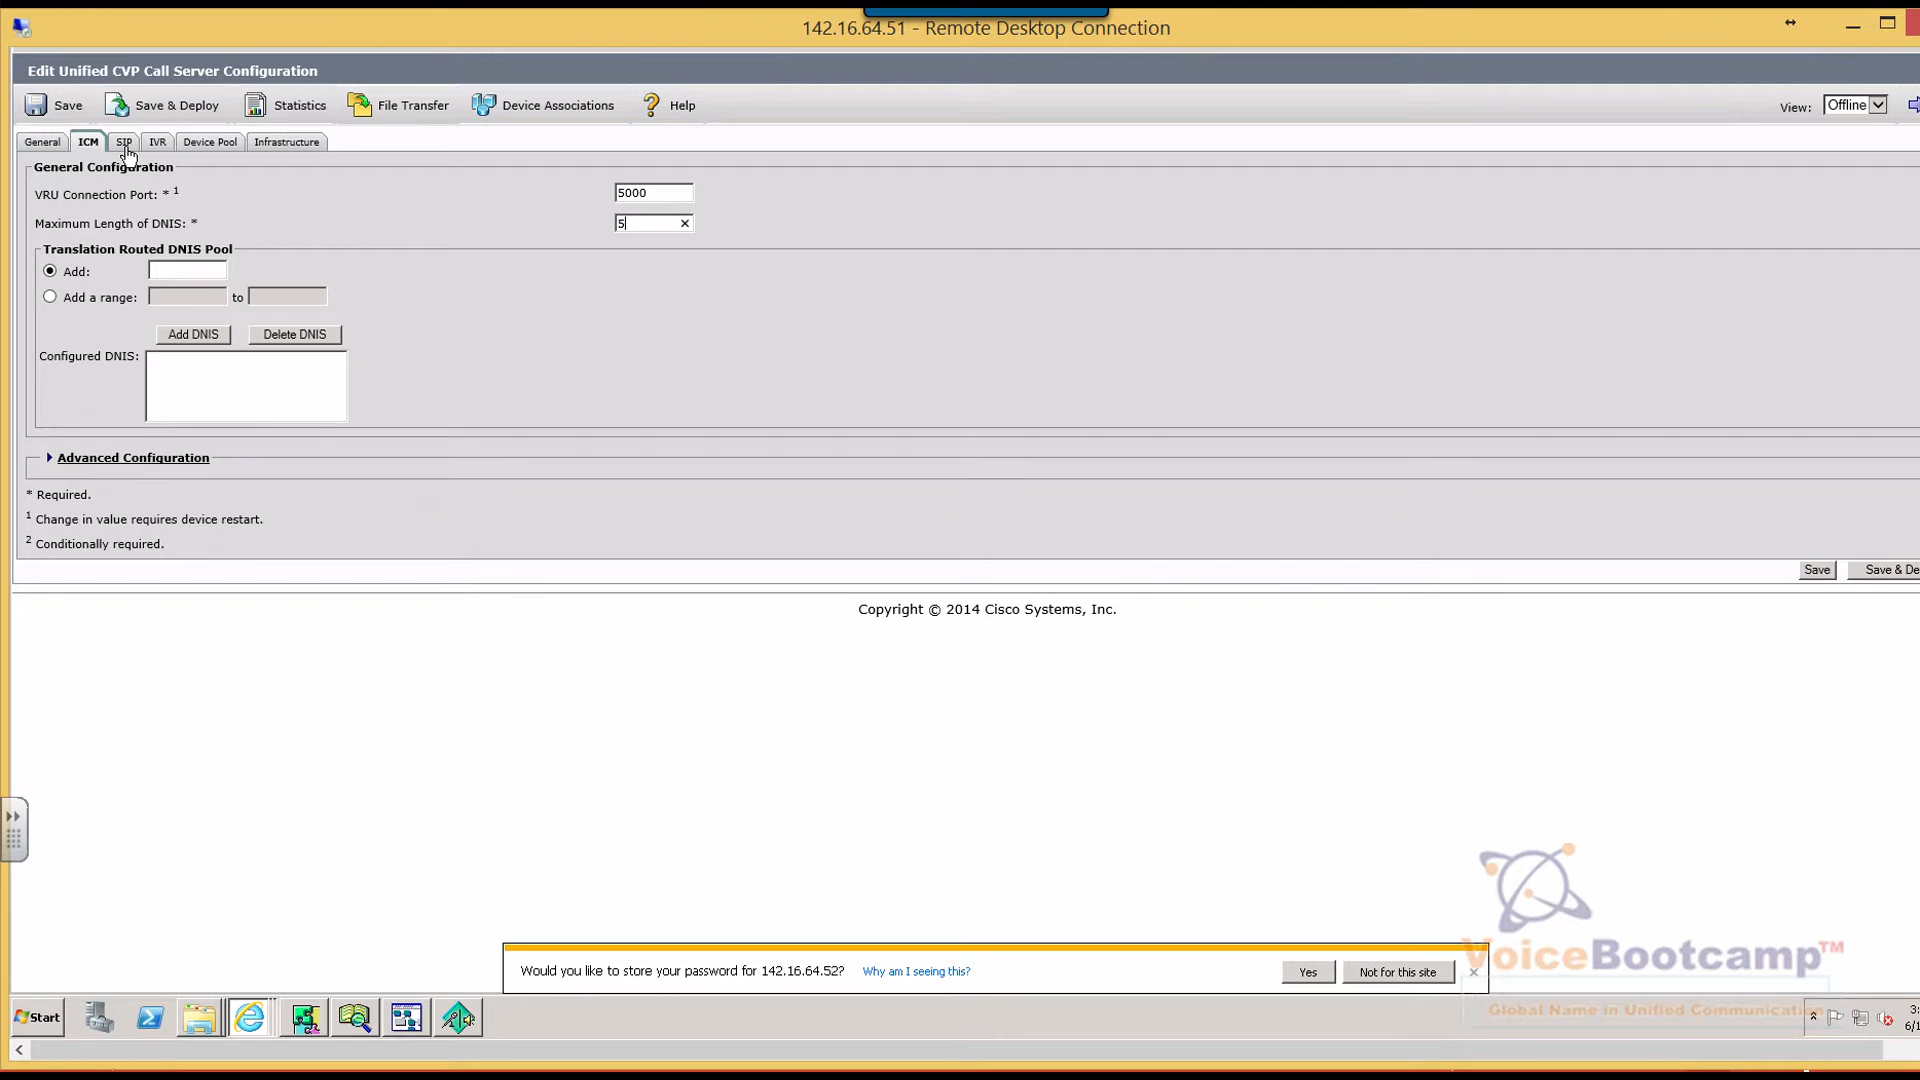 142.16.64.51 - Remote Desktop Connection
Edit Unified CVP Call Server Configuration
Save Save & Deploy Statistics File Transfer Device Associations Help View: Offline
General ICM SIP IVR Device Pool Infrastructure
General Configuration
VRU Connection Port: * 1 5000
Maximum Length of DNIS: * 5
Translation Routed DNIS Pool
Add:
Add a range: to
Add DNIS Delete DNIS
Configured DNIS:
Advanced Configuration
* Required.
1 Change in value requires device restart.
2 Conditionally required.
Save Save & De
Copyright © 2014 Cisco Systems, Inc.
VoiceBootcamp™
Would you like to store your password for 142.16.64.52? Why am I seeing this? Yes Not for this site
Global Name in Unified Communication
Start
3:
6/1